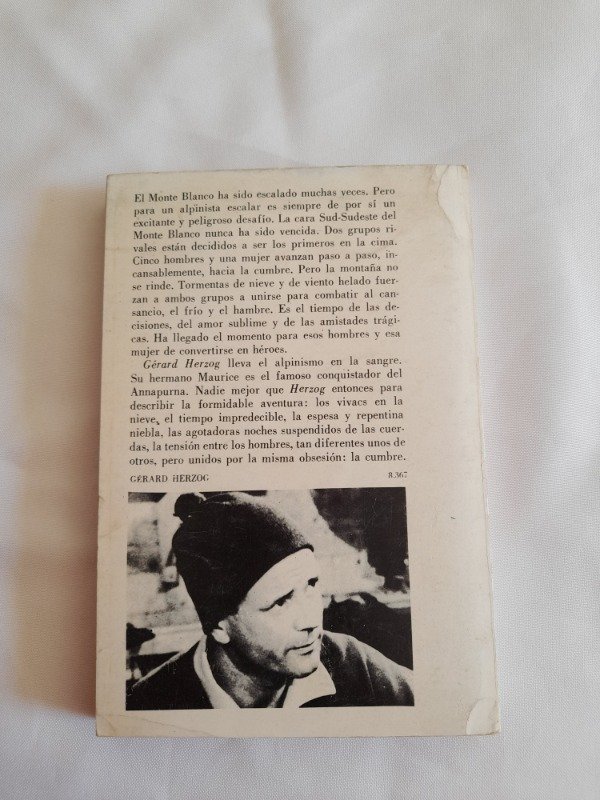 El Monte Blanco ha sido escalado muchas veces. Pero
para un alpinista escalar es siempre de por sí un
excitante y peligroso desafío. La cara Sud-Sudeste del
Monte Blanco nunca ha sido vencida. Dos grupos ri-
vales están decididos a ser los primeros en la cima.
Cinco hombres y una mujer avanzan paso a paso, in-
cansablemente, hacia la cumbre. Pero la montaña no
se rinde. Tormentas de nieve y de viento helado fuer-
zan a ambos grupos a unirse para combatir al can-
sancio, el frío y el hambre. Es el tiempo de las de-
cisiones, del amor sublime y de las amistades trági-
cas. Ha llegado el momento para esos hombres y esa
mujer de convertirse en héroes.
Gérard Herzog lleva el alpinismo en la sangre.
Su hermano Maurice es el famoso conquistador del
Annapurna. Nadie mejor que Herzog entonces para
describir la formidable aventura: los vivacs en la
nieve, el tiempo impredecible, la espesa y repentina
niebla, las agotadoras noches suspendidos de las cuer-
das, la tensión entre los hombres, tan diferentes unos de
otros, pero unidos por la misma obsesión: la cumbre.
GÉRARD HERZOG 8.367